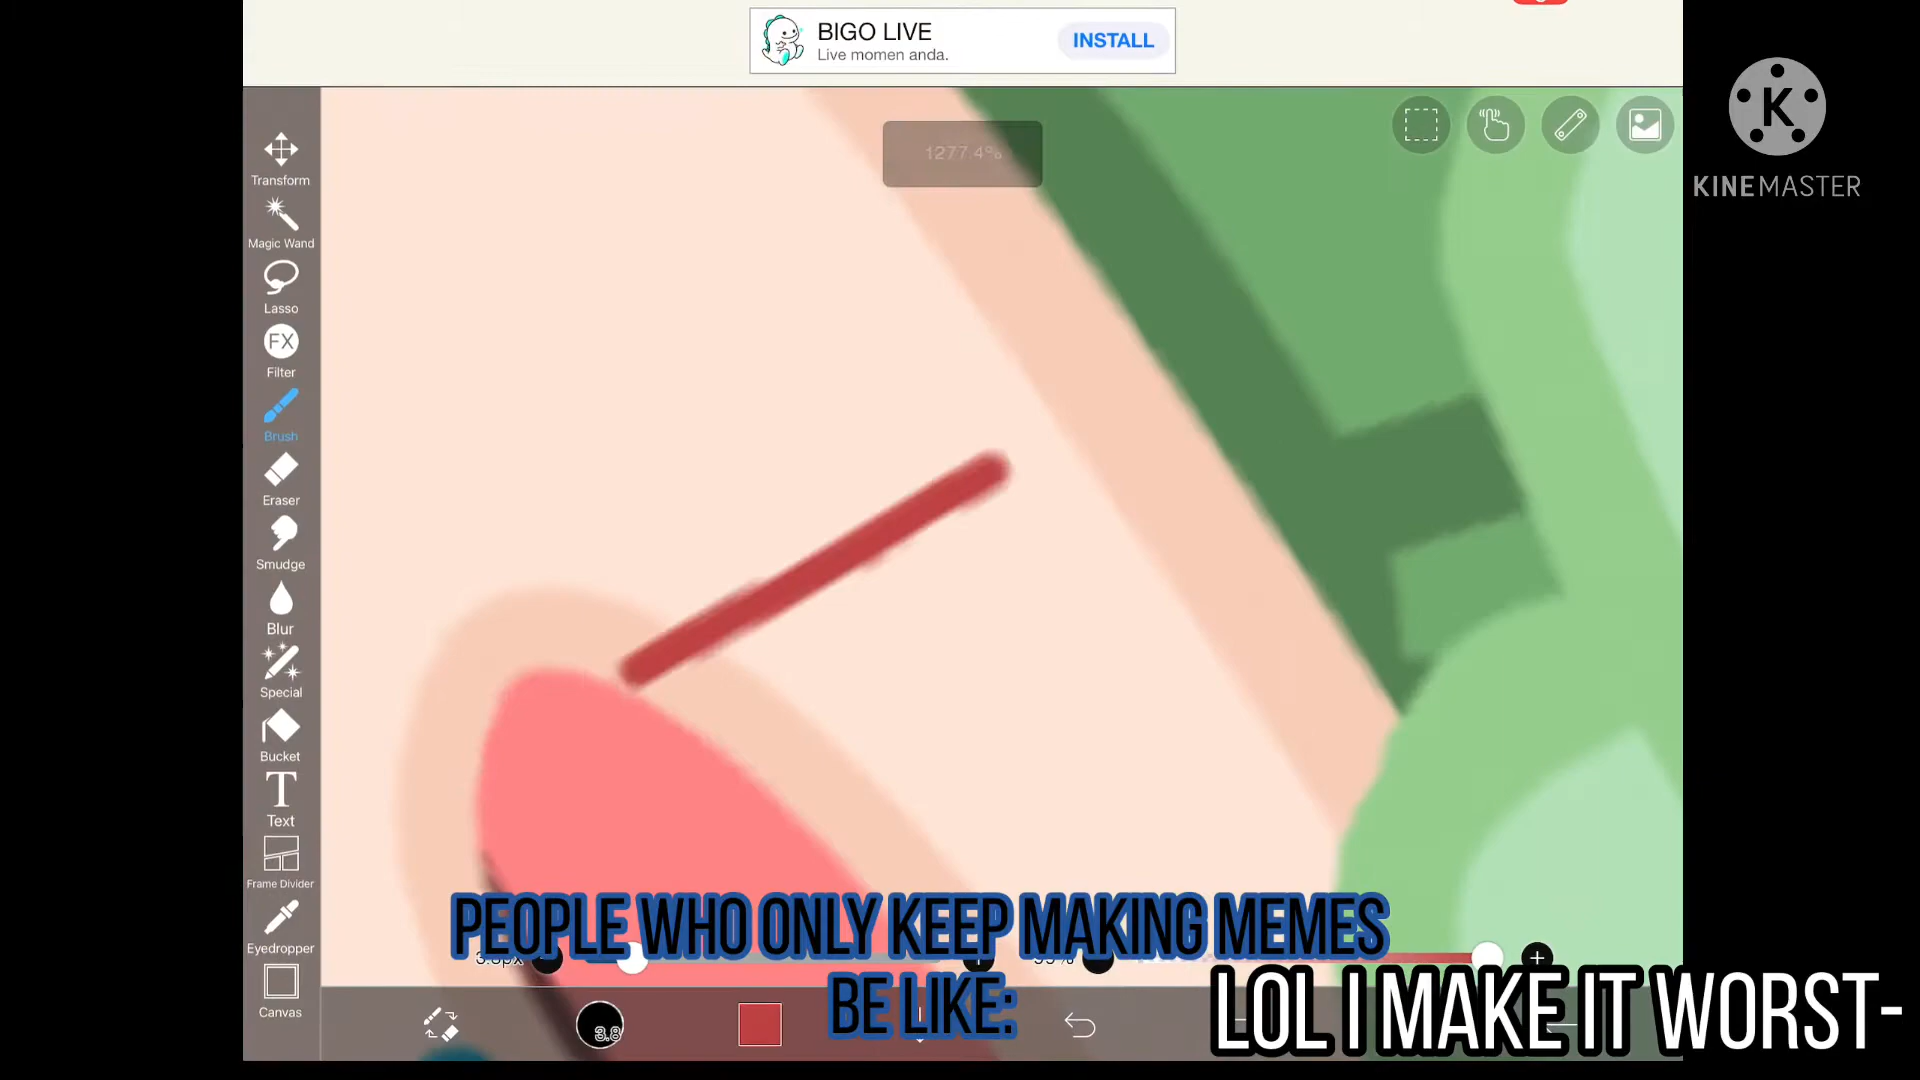 BIGO LIVE
Live momen anda.
INSTALL
1277.4%
KINEMASTER
Transform
Magic Wand
Lasso
FX
Filter
Brush
Eraser
Smudge
Blur
Special
Bucket
T
Text
Frame Divider
Eyedropper
Canvas
PEOPLE WHO ONLY KEEP MAKING MEMES
BE LIKE:
3.8
LOL I MAKE IT WORST-